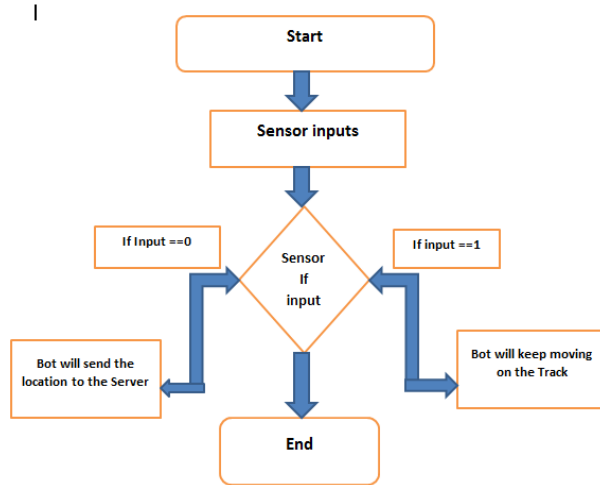 Start
Sensor inputs
If Input ==0
If input ==1
Sensor
If
input
Bot will send the
location to the Server
Bot will keep moving
on the Track
End